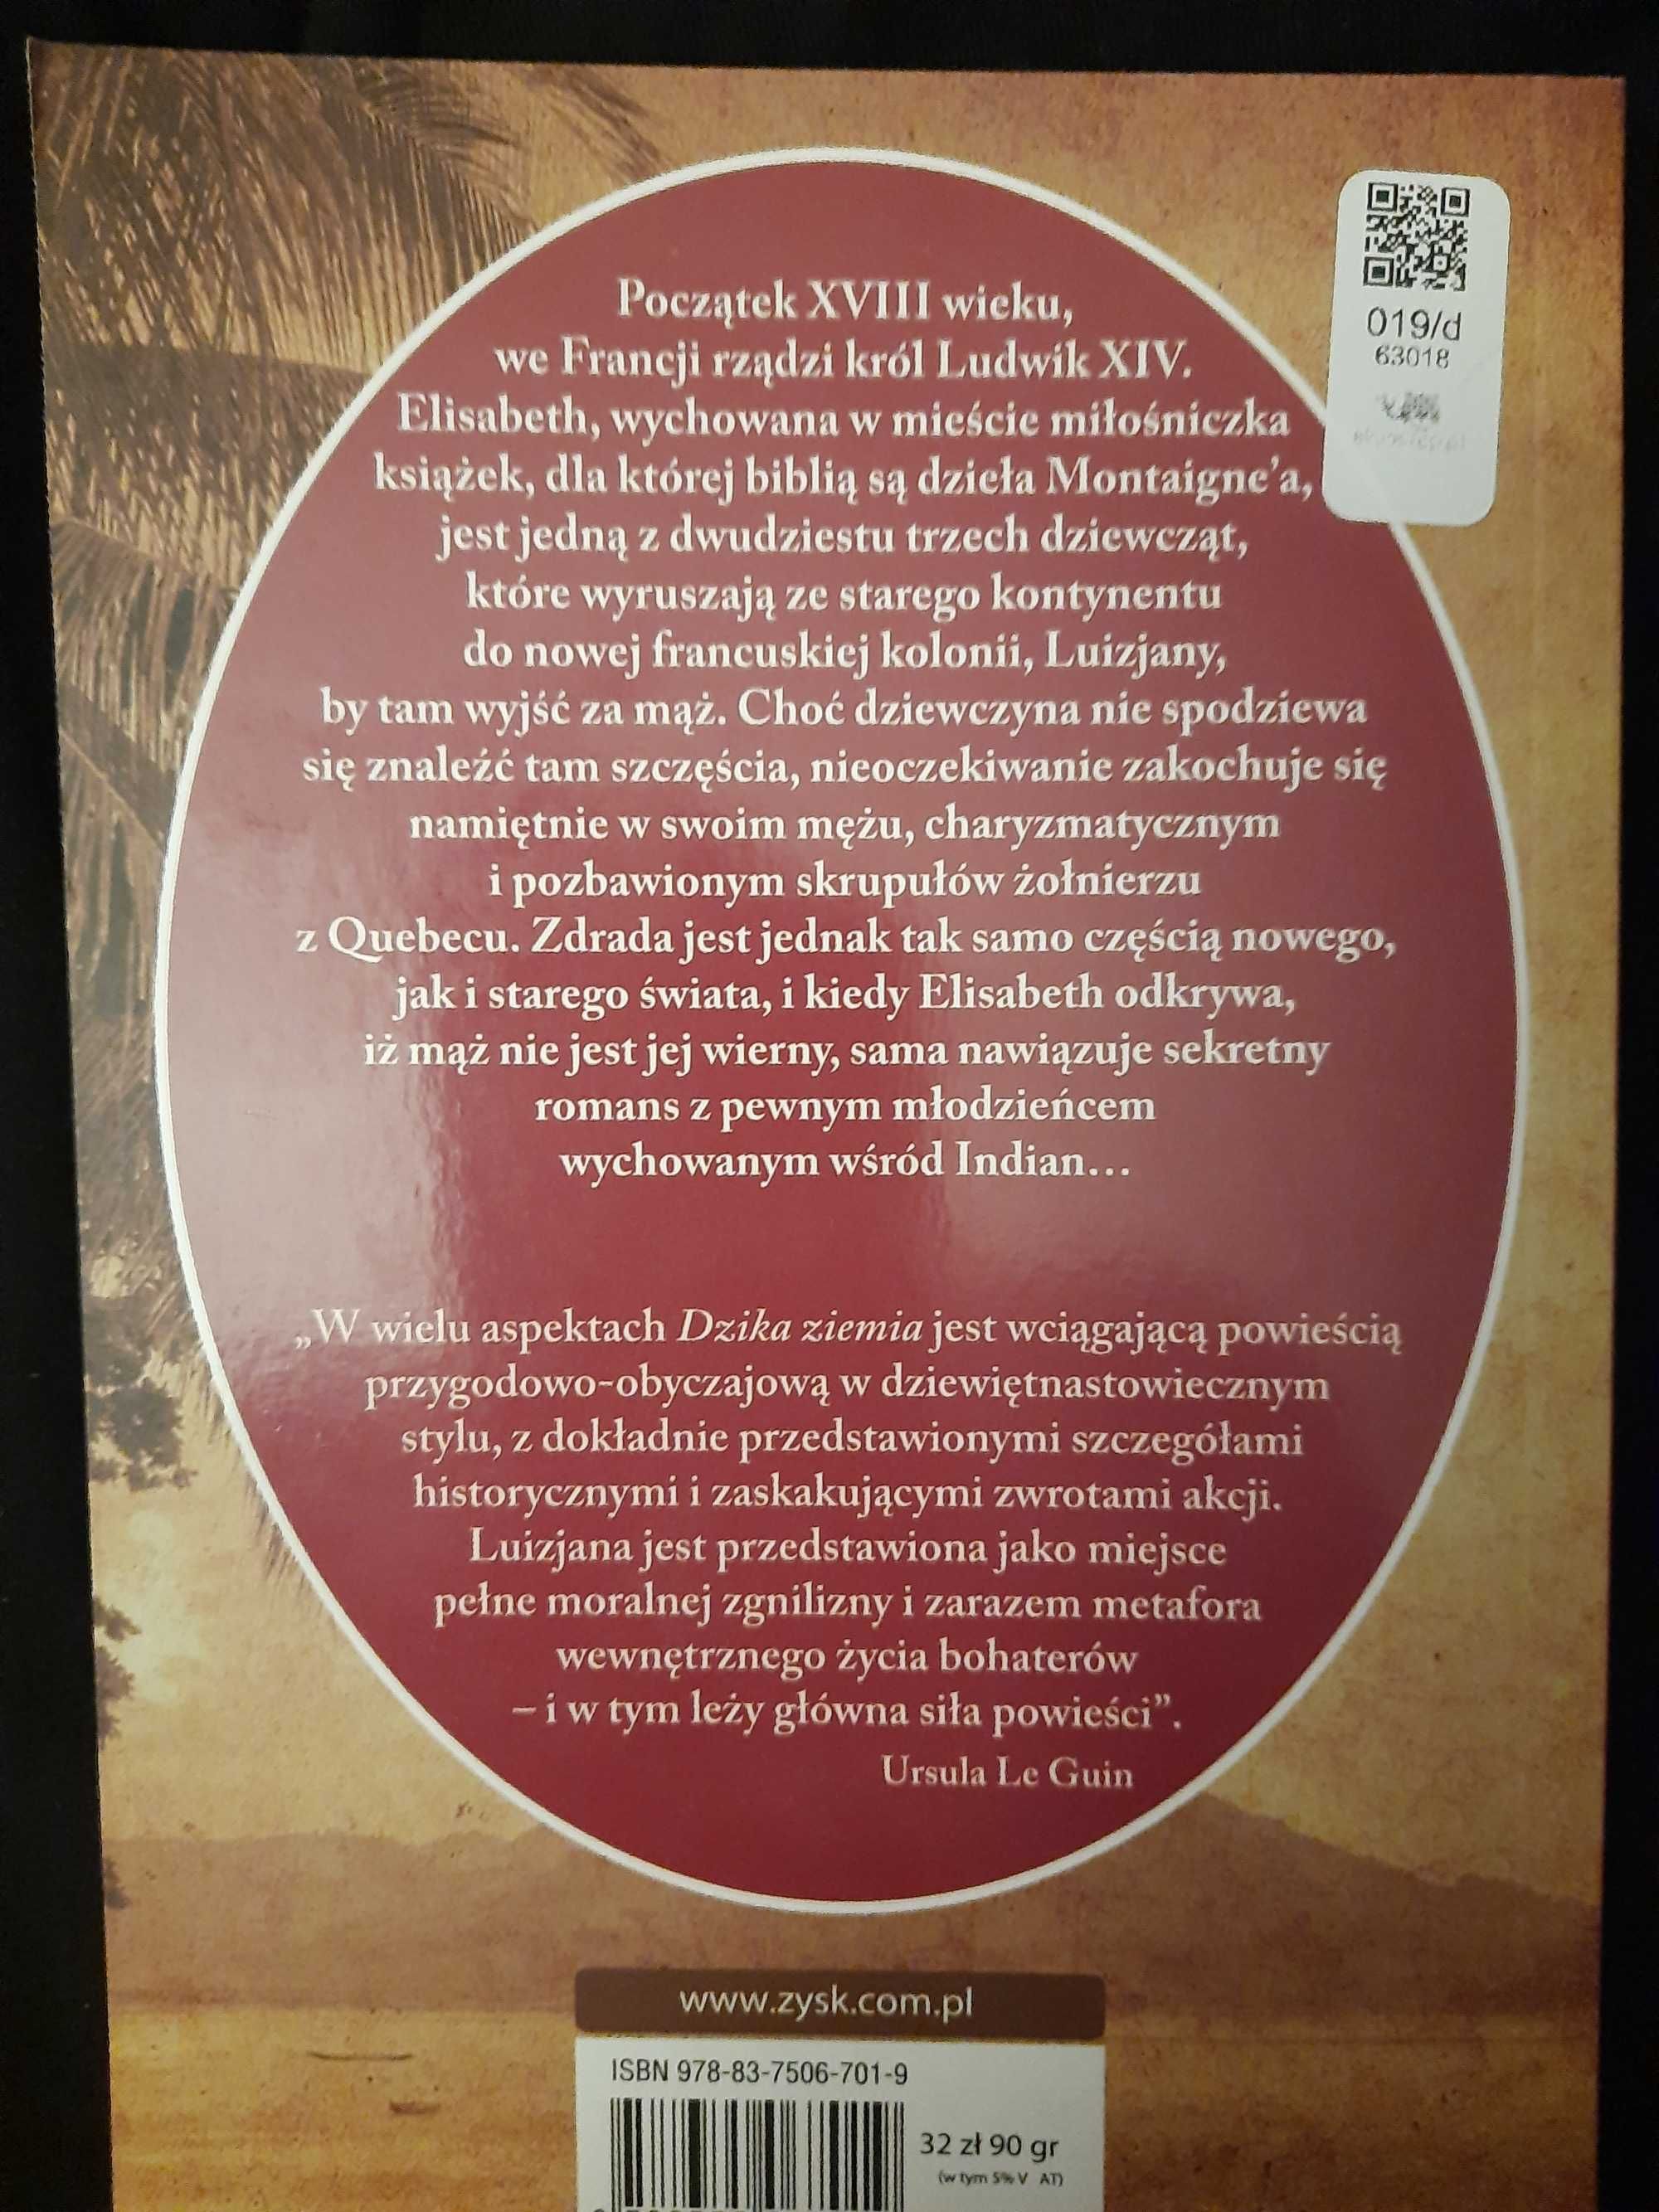 Początek XVIII wieku,
we Francji rządzi król Ludwik XIV.
Elisabeth, wychowana w mieście miłośniczka
książek, dla której biblią są dzieła Montaigne'a,
jest jedną z dwudziestu trzech dziewcząt,
które wyruszają ze starego kontynentu
do nowej francuskiej kolonii, Luizjany,
by tam wyjść za mąż. Choć dziewczyna nie spodziewa
się znaleźć tam szczęścia, nieoczekiwanie zakochuje się
namiętnie w swoim mężu, charyzmatycznym
i pozbawionym skrupułów żołnierzu
z Quebecu. Zdrada jest jednak tak samo częścią nowego,
jak i starego świata, i kiedy Elisabeth odkrywa,
iż mąż nie jest jej wierny, sama nawiązuje sekretny
romans z pewnym młodzieńcem
wychowanym wśród Indian...
„W wielu aspektach Dzika ziemia jest wciągającą powieścią
przygodowo-obyczajową w dziewiętnastowiecznym
stylu, z dokładnie przedstawionymi szczegółami
historycznymi i zaskakującymi zwrotami akcji.
Luizjana jest przedstawiona jako miejsce
pełne moralnej zgnilizny i zarazem metafora
wewnętrznego życia bohaterów
– i w tym leży główna siła powieści”.
Ursula Le Guin
019/d
63018
www.zysk.com.pl
ISBN 978-83-7506-701-9
32 zł 90 gr
(w tym 5% V AT)